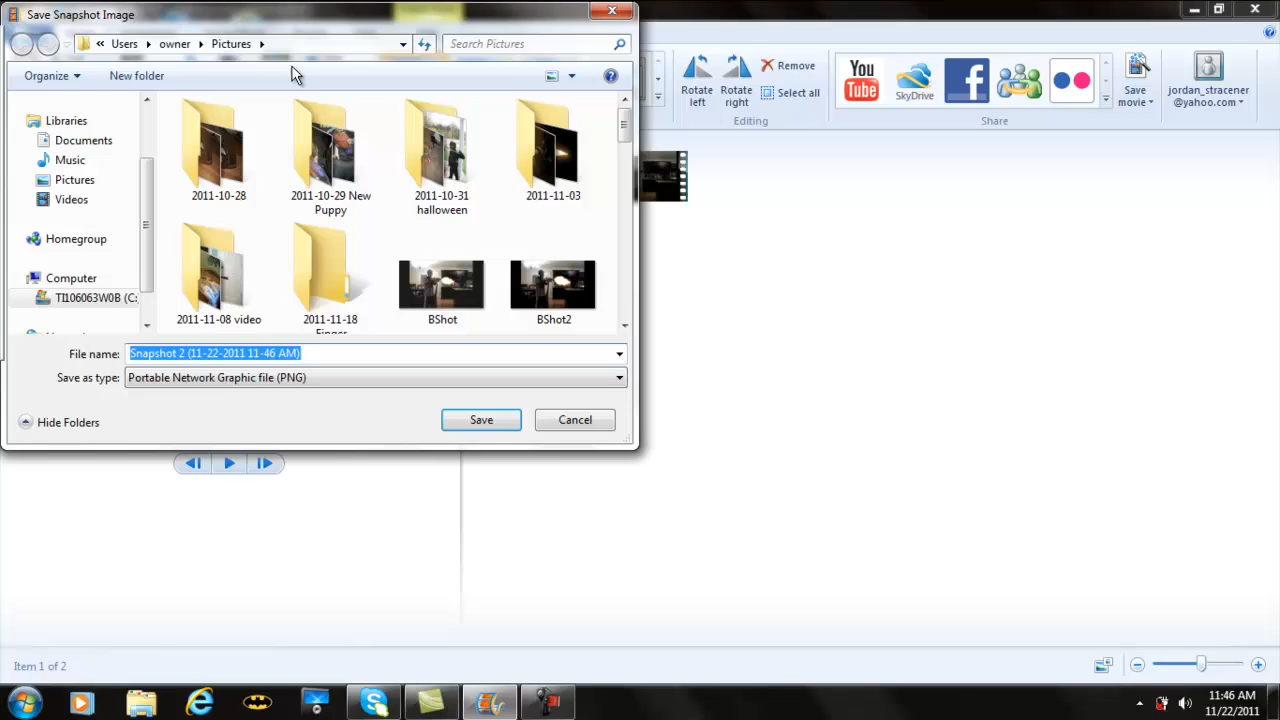 Save Snapshot Image
« Users owner Pictures
Search Pictures
Organize
New folder
Libraries
Documents
Music
Pictures
Videos
Homegroup
Computer
TI106063W0B (C:
2011-10-28
2011-10-29 New
Puppy
2011-10-31
halloween
2011-11-03
2011-11-08 video
2011-11-18
Finger
BShot
BShot2
File name:
Snapshot 2 (11-22-2011 11-46 AM)
Save as type:
Portable Network Graphic file (PNG)
Hide Folders
Save
Cancel
Rotate
left
Rotate
right
Remove
Select all
Editing
You
Tube
SkyDrive
Share
Save
movie
jordan_stracener
@yahoo.com
Item 1 of 2
11:46 AM
11/22/2011